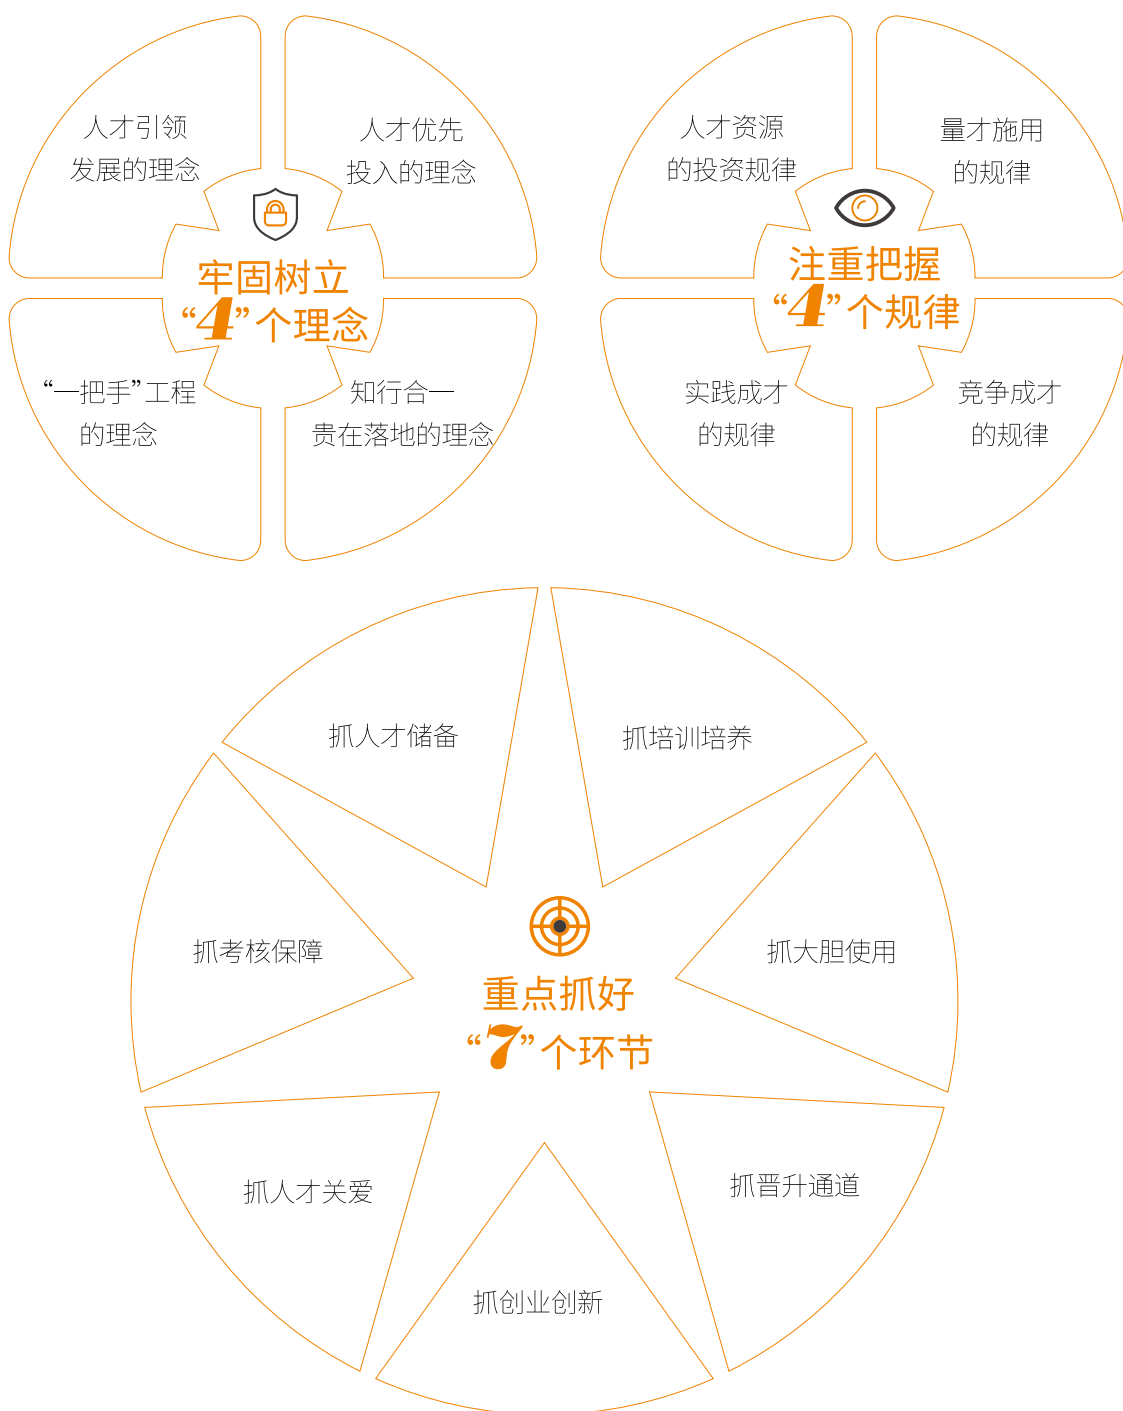 人才引领
发展的理念
人才优先
投入的理念
牢固树立
“4”个理念
“一把手”工程
的理念
知行合一
贵在落地的理念
人才资源
的投资规律
量才施用
的规律
注重把握
“4”个规律
实践成才
的规律
竞争成才
的规律
抓人才储备
抓培训培养
抓考核保障
抓大胆使用
重点抓好
“7”个环节
抓人才关爱
抓晋升通道
抓创业创新